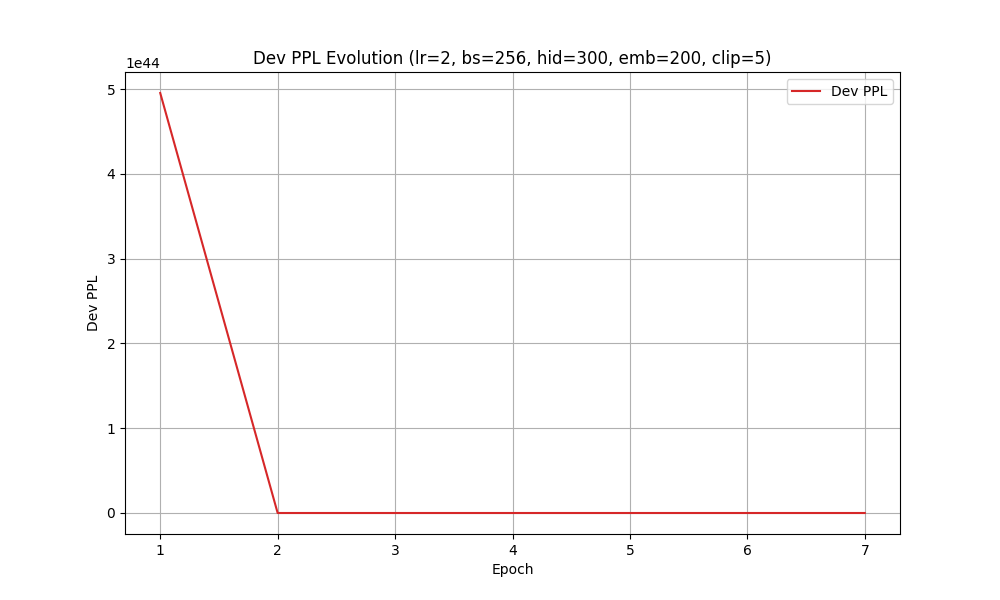 Dev PPL Evolution (lr=2, bs=256, hid=300, emb=200, clip=5)
1e44
Dev PPL
5
4
3
2
1
0
Dev PPL
1 2 3 4 5 6 7
Epoch